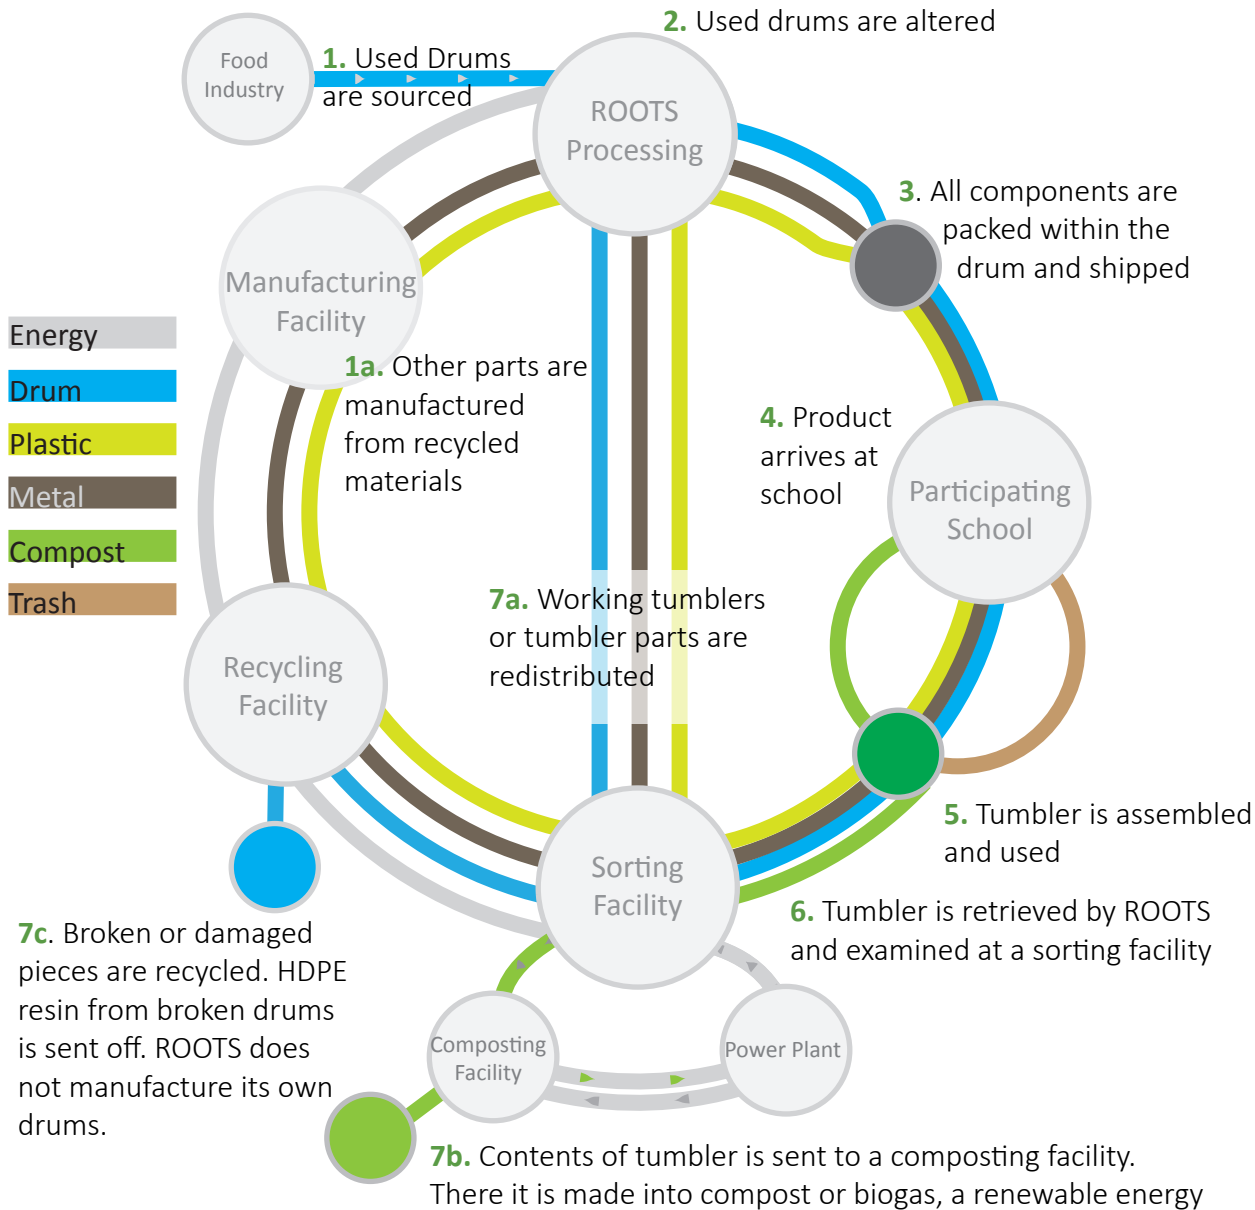 2. Used drums are altered
Food
Industry
1. Used Drums
are sourced
ROOTS
Processing
3. All components are
packed within the
drum and shipped
Manufacturing
Facility
Energy
Drum
Plastic
Metal
Compost
Trash
1a. Other parts are
manufactured
from recycled
materials
4. Product
arrives at
school
Participating
School
7a. Working tumblers
or tumbler parts are
redistributed
Recycling
Facility
5. Tumbler is assembled
and used
Sorting
Facility
6. Tumbler is retrieved by ROOTS
and examined at a sorting facility
7c. Broken or damaged
pieces are recycled. HDPE
resin from broken drums
is sent off. ROOTS does
not manufacture its own
drums.
Composting
Facility
Power Plant
7b. Contents of tumbler is sent to a composting facility.
There it is made into compost or biogas, a renewable energy